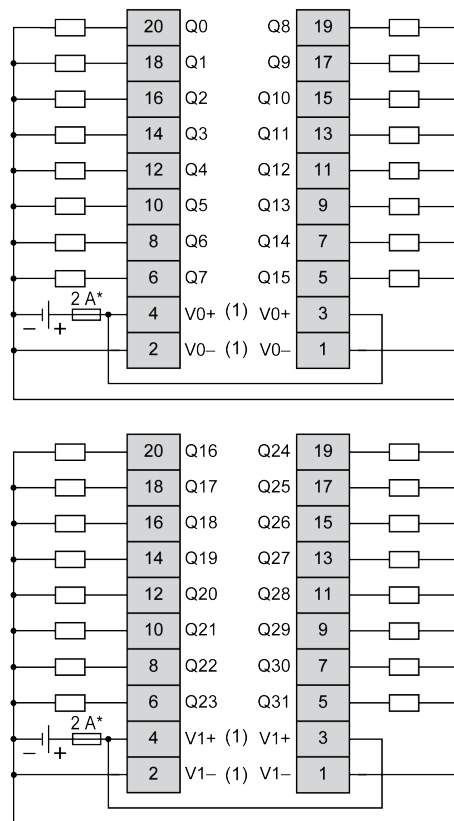 20 Q0 Q8 19
18 Q1 Q9 17
16 Q2 Q10 15
14 Q3 Q11 13
12 Q4 Q12 11
10 Q5 Q13 9
8 Q6 Q14 7
6 Q7 Q15 5
2 A*
– + 4 V0+ (1) V0+ 3
2 V0– (1) V0– 1
20 Q16 Q24 19
18 Q17 Q25 17
16 Q18 Q26 15
14 Q19 Q27 13
12 Q20 Q28 11
10 Q21 Q29 9
8 Q22 Q30 7
6 Q23 Q31 5
2 A*
– + 4 V1+ (1) V1+ 3
2 V1– (1) V1– 1